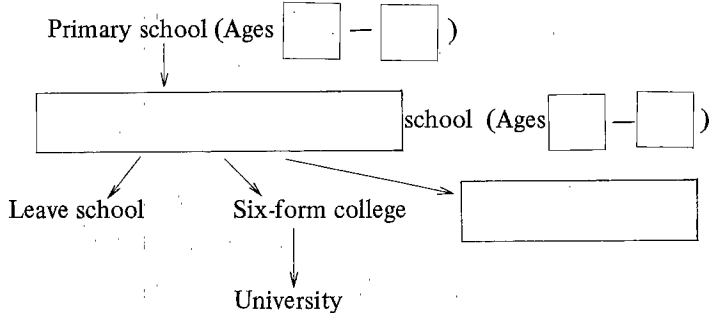 Primary school (Ages — )
school (Ages — )
Leave school Six-form college
University